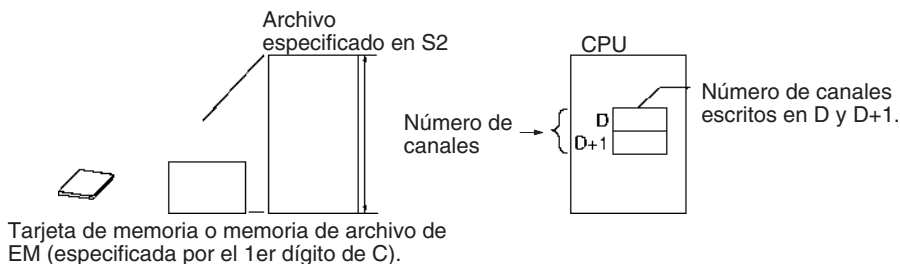 Archivo
especificado en S2
CPU
Número de canales
escritos en D y D+1.
Número de
canales
D
D+1
Tarjeta de memoria o memoria de archivo de
EM (especificada por el 1er dígito de C).